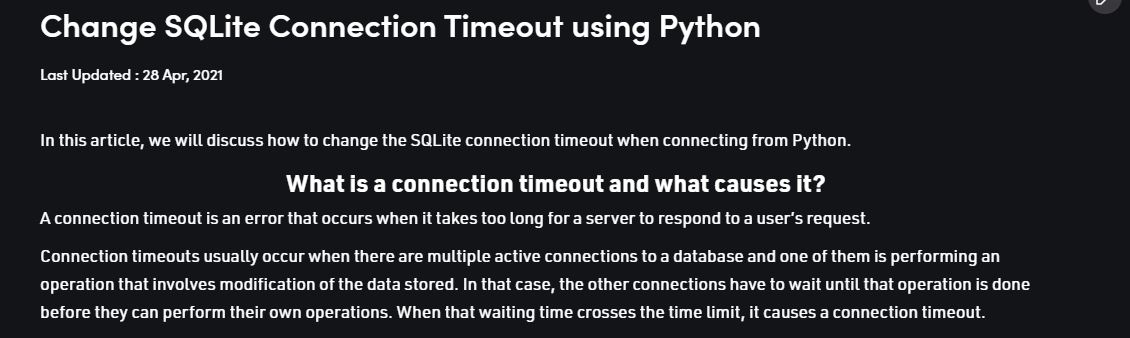 Change SQLite Connection Timeout using Python
Last Updated : 28 Apr, 2021
In this article, we will discuss how to change the SQLite connection timeout when connecting from Python.
What is a connection timeout and what causes it?
A connection timeout is an error that occurs when it takes too long for a server to respond to a user's request.
Connection timeouts usually occur when there are multiple active connections to a database and one of them is performing an
operation that involves modification of the data stored. In that case, the other connections have to wait until that operation is done
before they can perform their own operations. When that waiting time crosses the time limit, it causes a connection timeout.